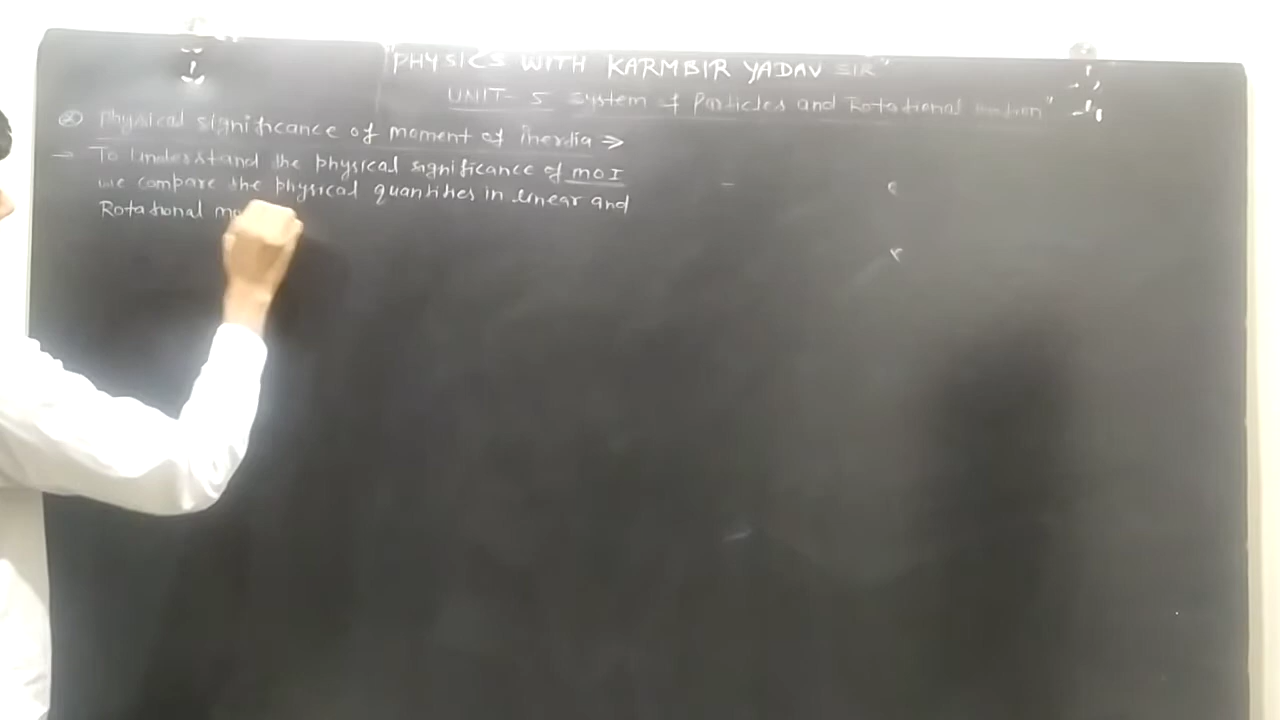 "PHYSICS WITH KARMBIR YADAV SIR"
UNIT- 5 System of Particles and Rotational motion"
Physical significance of moment of inertia ⇒
→ To Understand the physical significance of MOI
we compare the physical quantities in linear and
Rotational